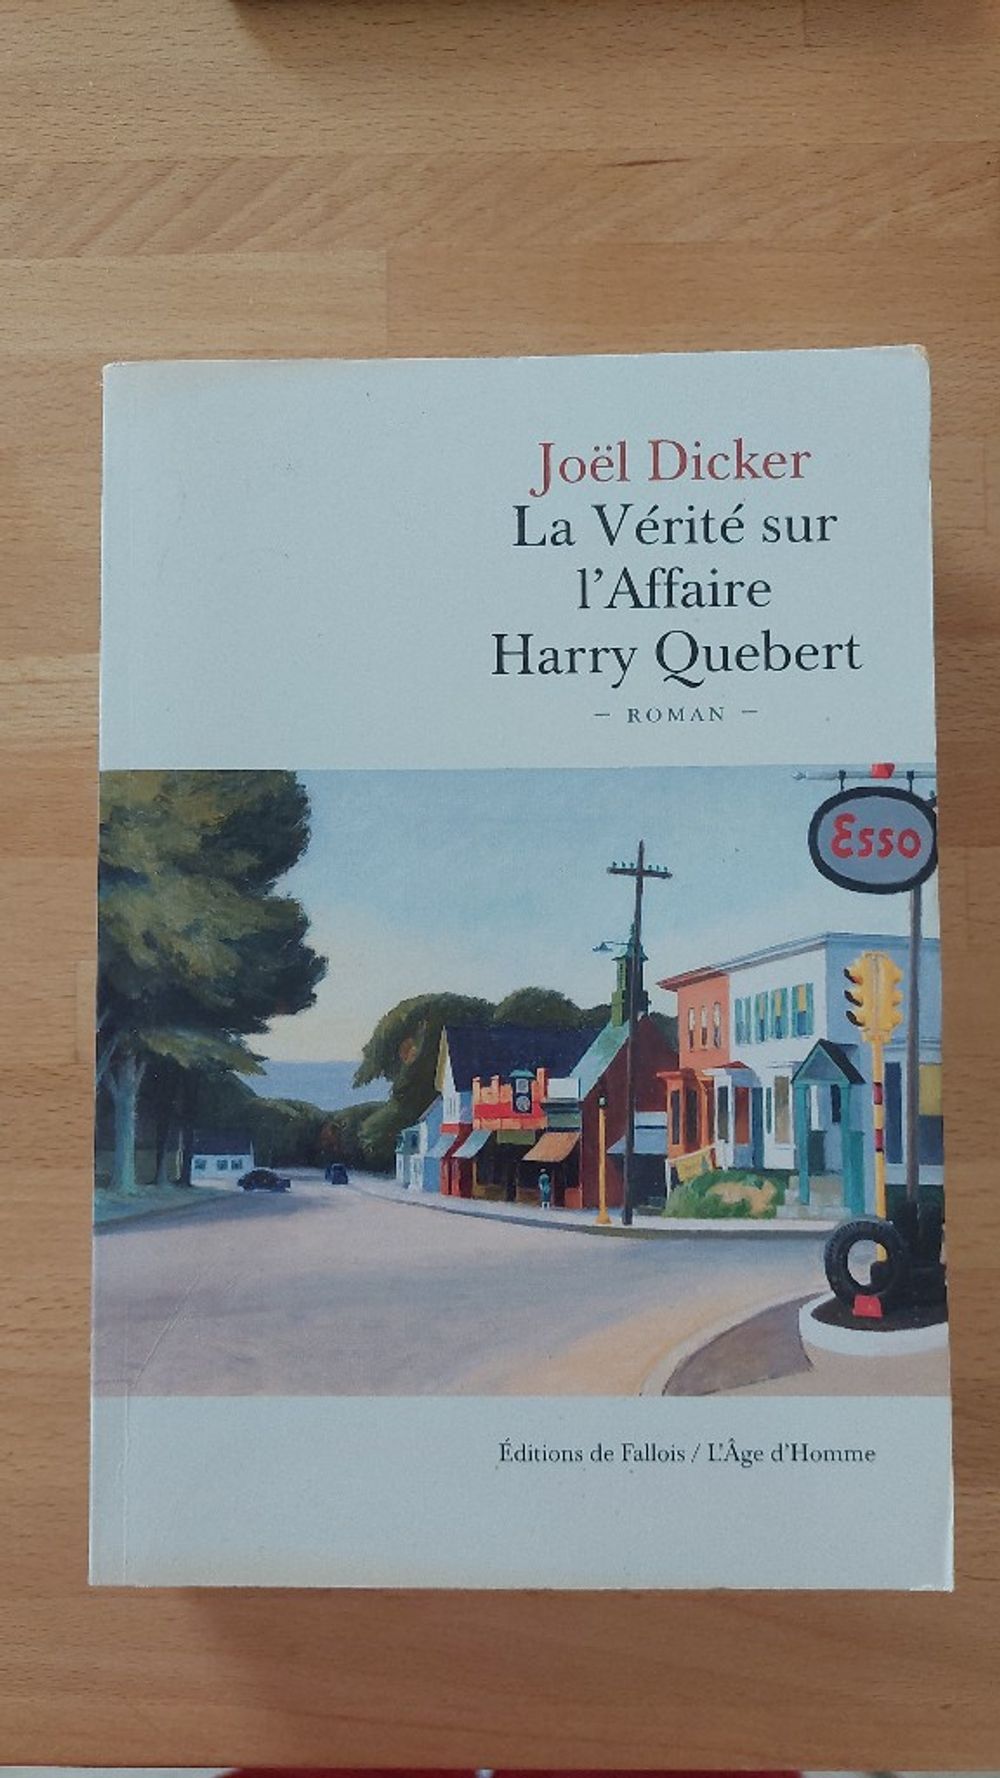 Joël Dicker
La Vérité sur
l'Affaire
Harry Quebert
– ROMAN –
Esso
Éditions de Fallois / L'Âge d'Homme